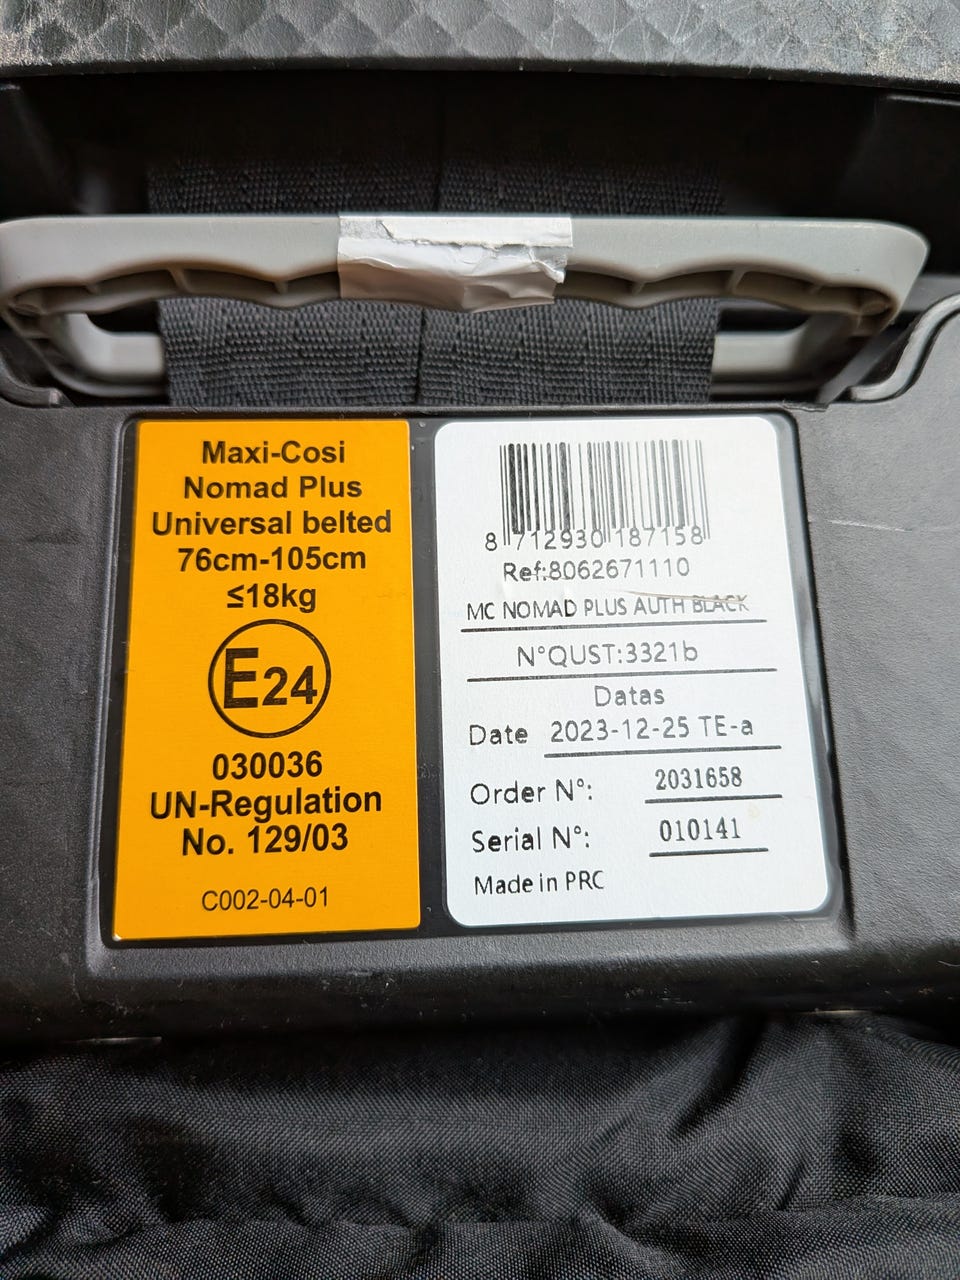 Maxi-Cosi
Nomad Plus
Universal belted
76cm-105cm
≤18kg
E24
030036
UN-Regulation
No. 129/03
C002-04-01
8 712930 187158
Ref:8062671110
MC NOMAD PLUS AUTH BLACK
N°QUST:3321b
Datas
Date 2023-12-25 TE-a
Order N°: 2031658
Serial N°: 010141
Made in PRC